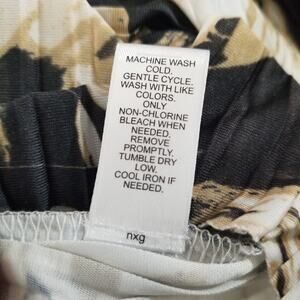 MACHINE WASH
COLD.
GENTLE CYCLE.
WASH WITH LIKE
COLORS.
ONLY
NON-CHLORINE
BLEACH WHEN
NEEDED.
REMOVE
PROMPTLY.
TUMBLE DRY
LOW.
COOL IRON IF
NEEDED.
nxg